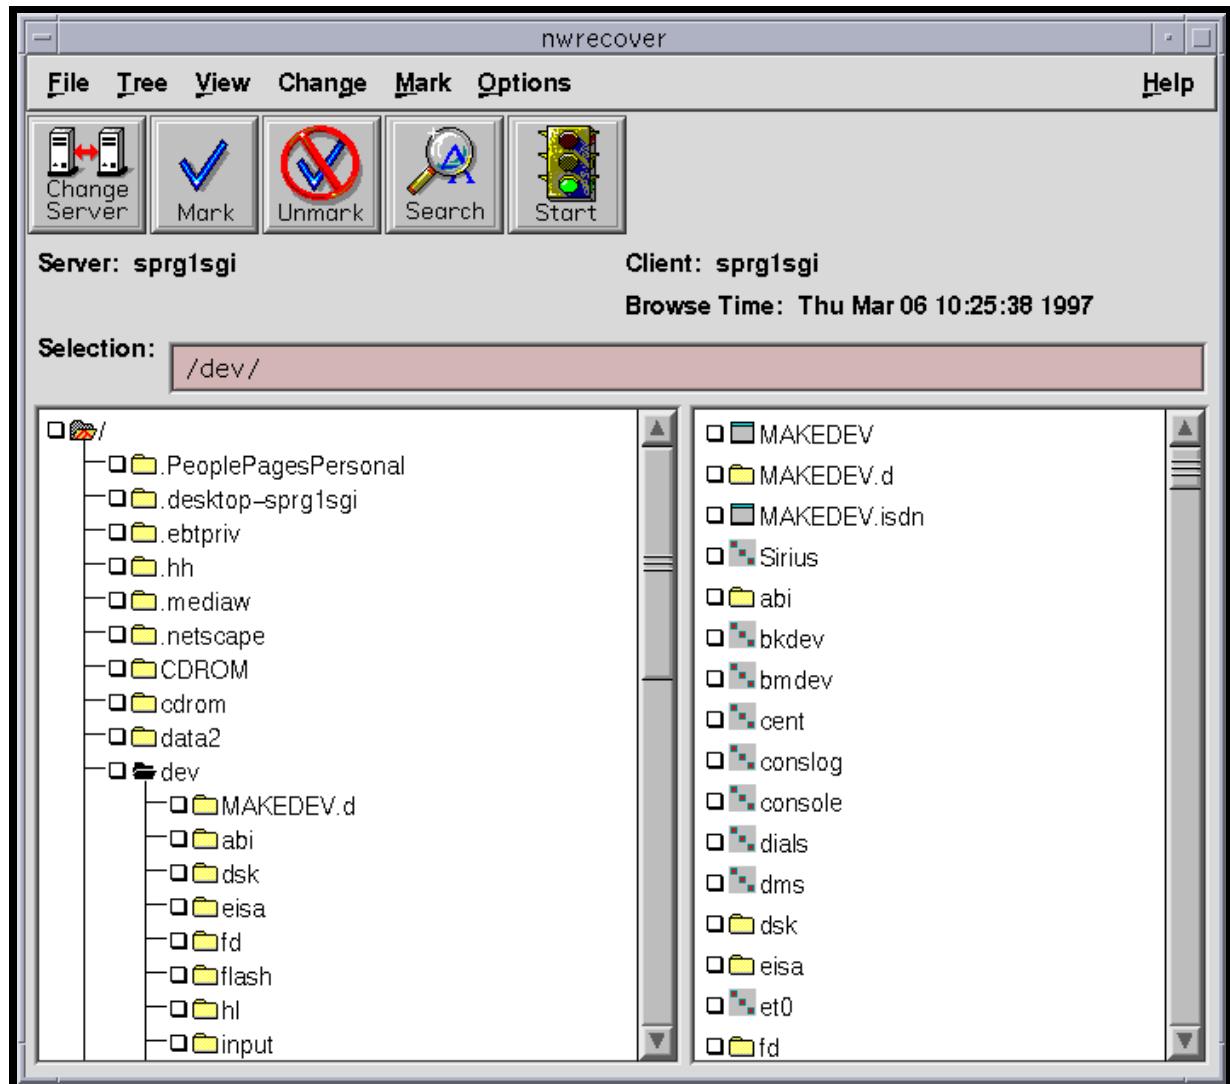 nwrecover
File Tree View Change Mark Options Help
Change Server
Mark
Unmark
Search
Start
Server: sprg1sgi
Client: sprg1sgi
Browse Time: Thu Mar 06 10:25:38 1997
Selection:
/dev/
/
.PeoplePagesPersonal
.desktop-sprg1sgi
.ebtpriv
.hh
.mediaw
.netscape
CDROM
cdrom
data2
dev
MAKEDEV.d
abi
dsk
eisa
fd
flash
hl
input
MAKEDEV
MAKEDEV.d
MAKEDEV.isdn
Sirius
abi
bkdev
bmdev
cent
conslog
console
dials
dms
dsk
eisa
et0
fd